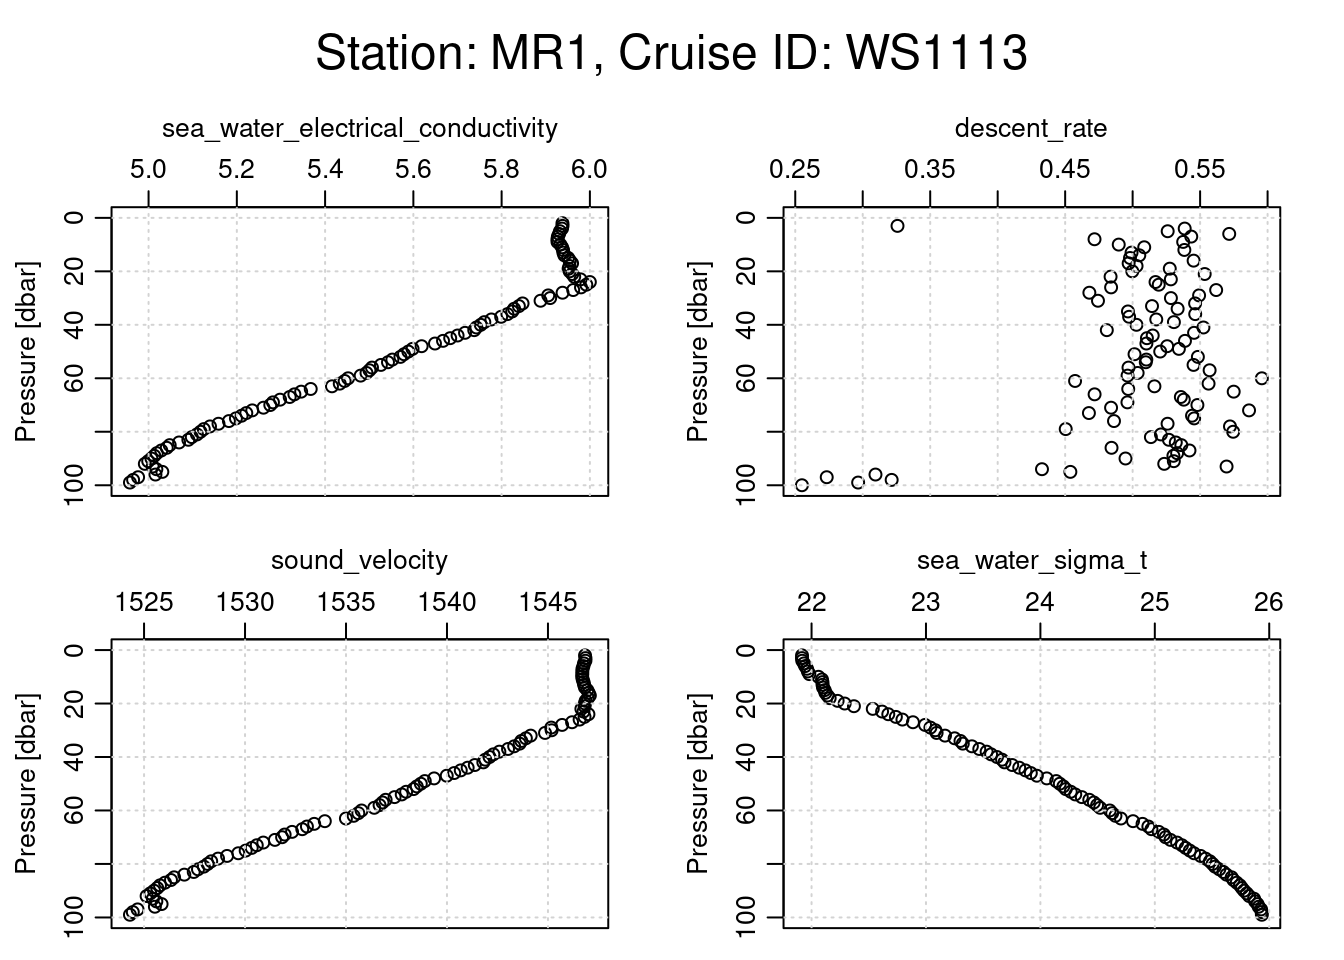 Station: MR1, Cruise ID: WS1113
sea_water_electrical_conductivity
5.0 5.2 5.4 5.6 5.8 6.0
Pressure [dbar]
0
20
40
60
100
descent_rate
0.25 0.35 0.45 0.55
Pressure [dbar]
0
20
40
60
100
sound_velocity
1525 1530 1535 1540 1545
Pressure [dbar]
0
20
40
60
100
sea_water_sigma_t
22 23 24 25 26
Pressure [dbar]
0
20
40
60
100